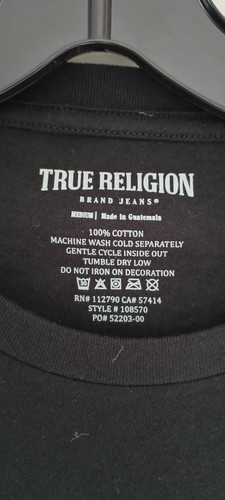 TRUE RELIGION
BRAND JEANS®
MEDIUM | Made in Guatemala
100% COTTON
MACHINE WASH COLD SEPARATELY
GENTLE CYCLE INSIDE OUT
TUMBLE DRY LOW
DO NOT IRON ON DECORATION
RN# 112790 CA# 57414
STYLE # 108570
PO# 52203-00